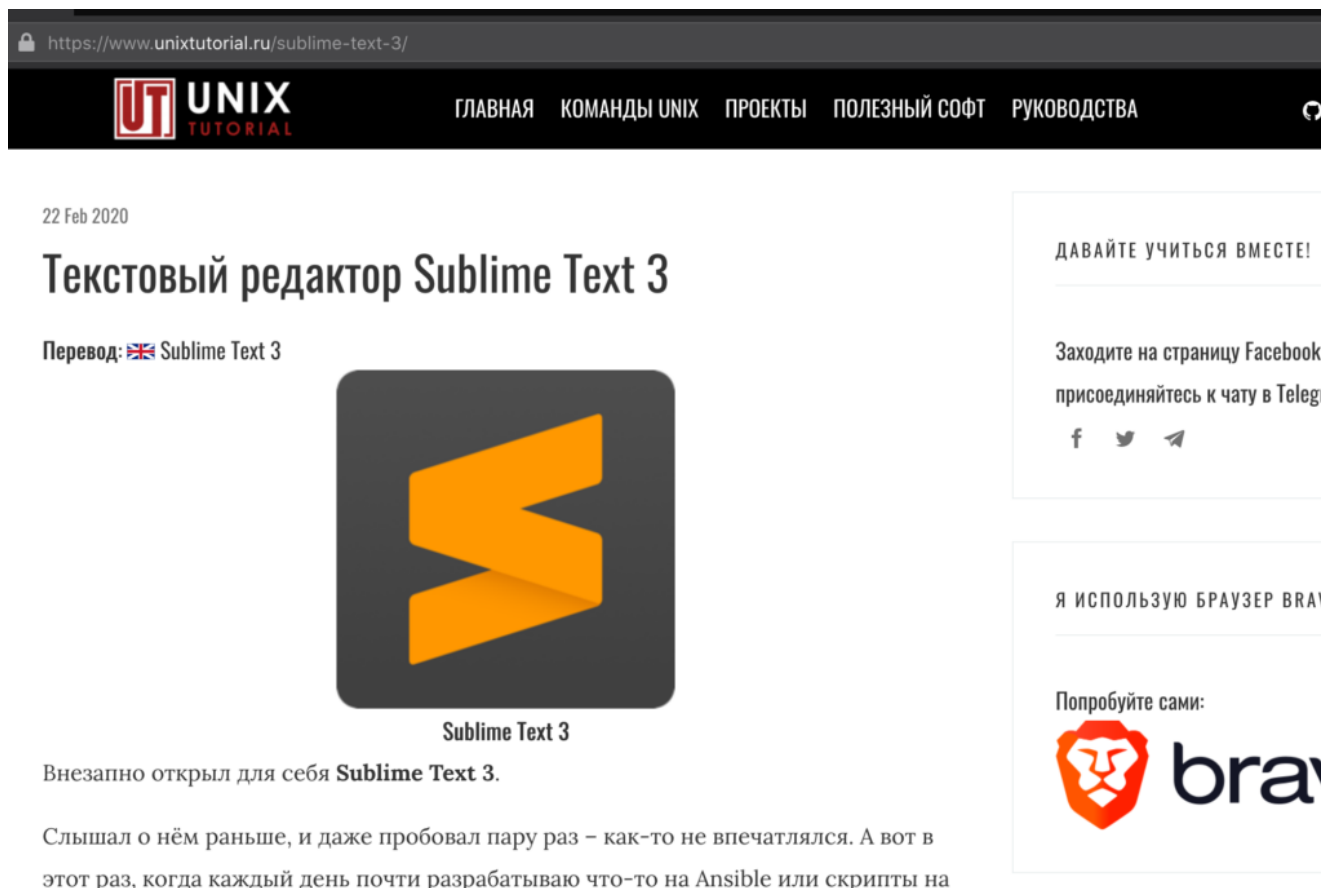 https://www.unixtutorial.ru/sublime-text-3/
UNIX
TUTORIAL
ГЛАВНАЯ КОМАНДЫ UNIX ПРОЕКТЫ ПОЛЕЗНЫЙ СОФТ РУКОВОДСТВА
22 Feb 2020
Текстовый редактор Sublime Text 3
Перевод: Sublime Text 3
Sublime Text 3
Внезапно открыл для себя Sublime Text 3.
Слышал о нём раньше, и даже пробовал пару раз – как-то не впечатлялся. А вот в
этот раз, когда каждый день почти разрабатываю что-то на Ansible или скрипты на
ДАВАЙТЕ УЧИТЬСЯ ВМЕСТЕ!
Заходите на страницу Facebook
присоединяйтесь к чату в
Я ИСПОЛЬЗУЮ БРАУЗЕР
Попробуйте сами: